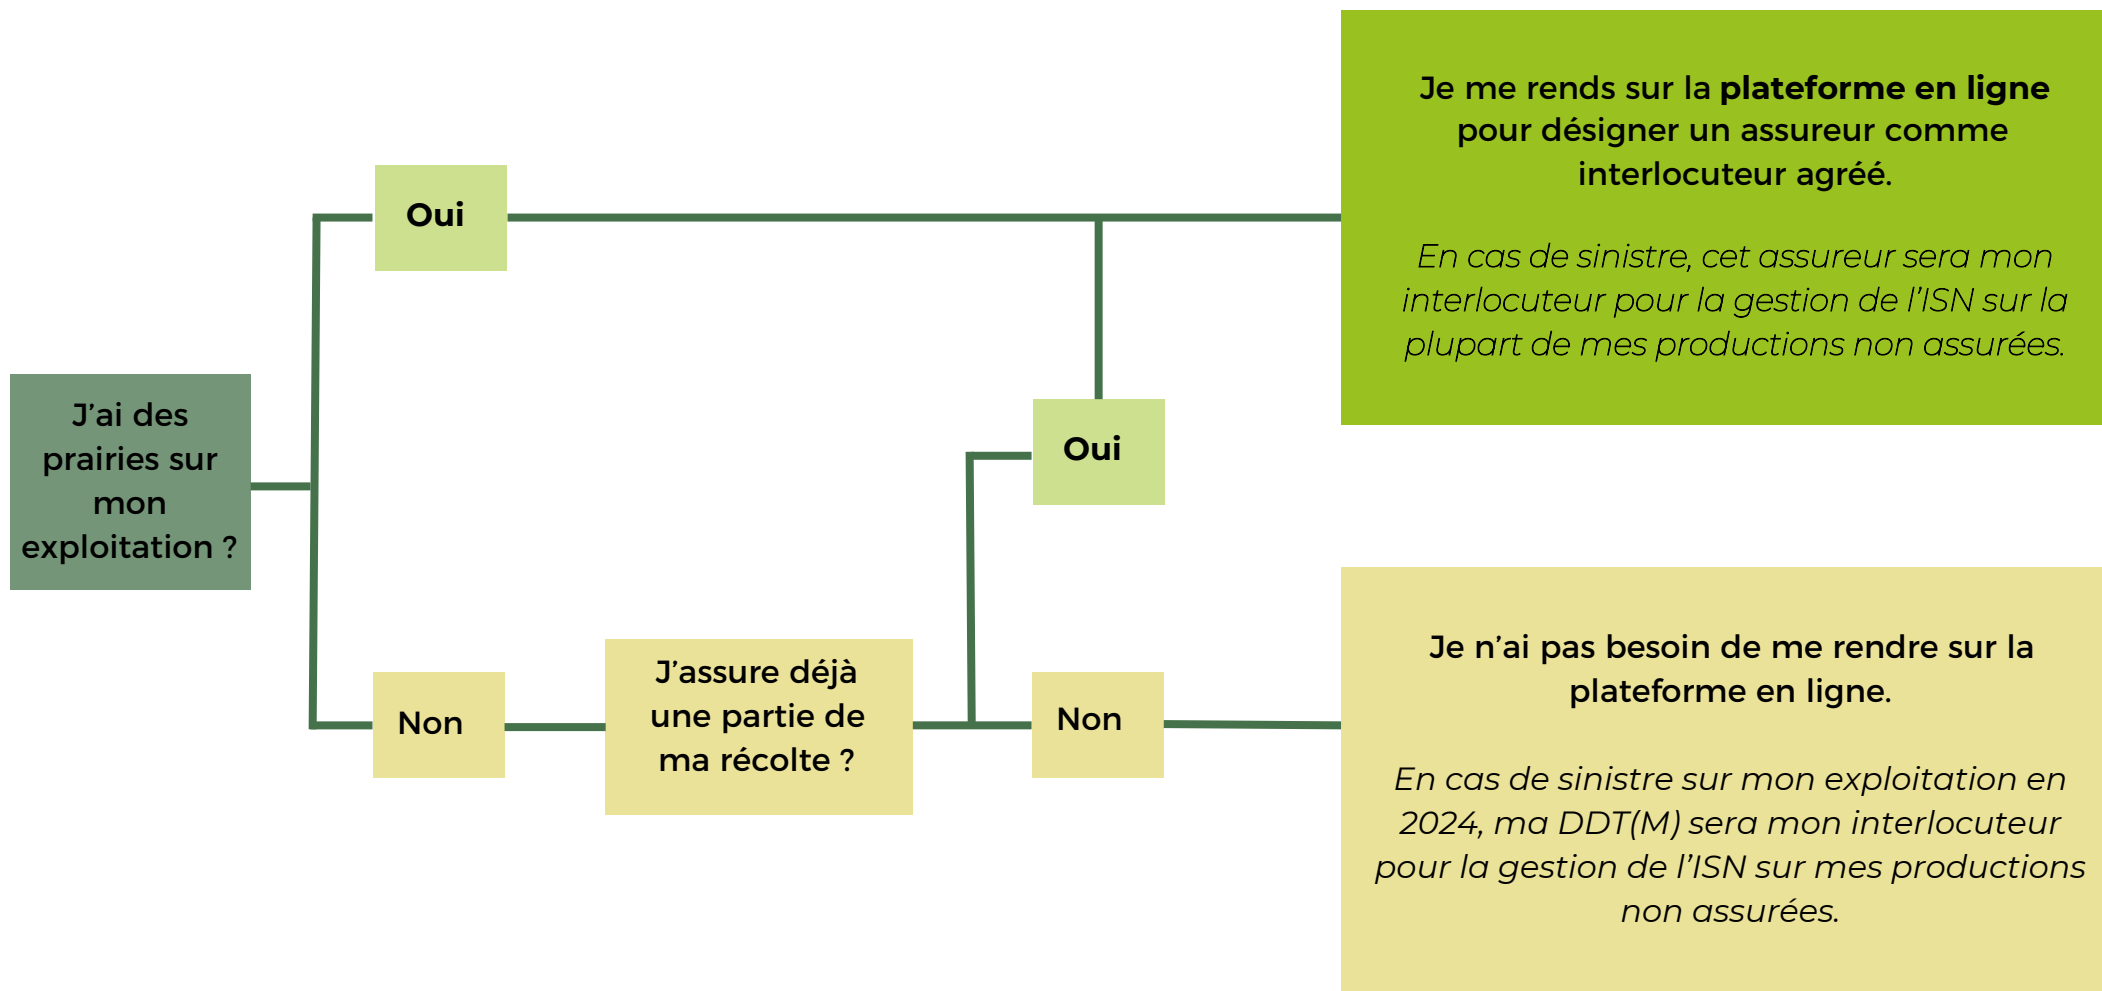 J’ai des
prairies sur
mon
exploitation ?
Oui
Non
J’assure déjà
une partie de
ma récolte ?
Oui
Non
Je me rends sur la plateforme en ligne
pour désigner un assureur comme
interlocuteur agréé.
En cas de sinistre, cet assureur sera mon
interlocuteur pour la gestion de l’ISN sur la
plupart de mes productions non assurées.
Je n’ai pas besoin de me rendre sur la
plateforme en ligne.
En cas de sinistre sur mon exploitation en
2024, ma DDT(M) sera mon interlocuteur
pour la gestion de l’ISN sur mes productions
non assurées.